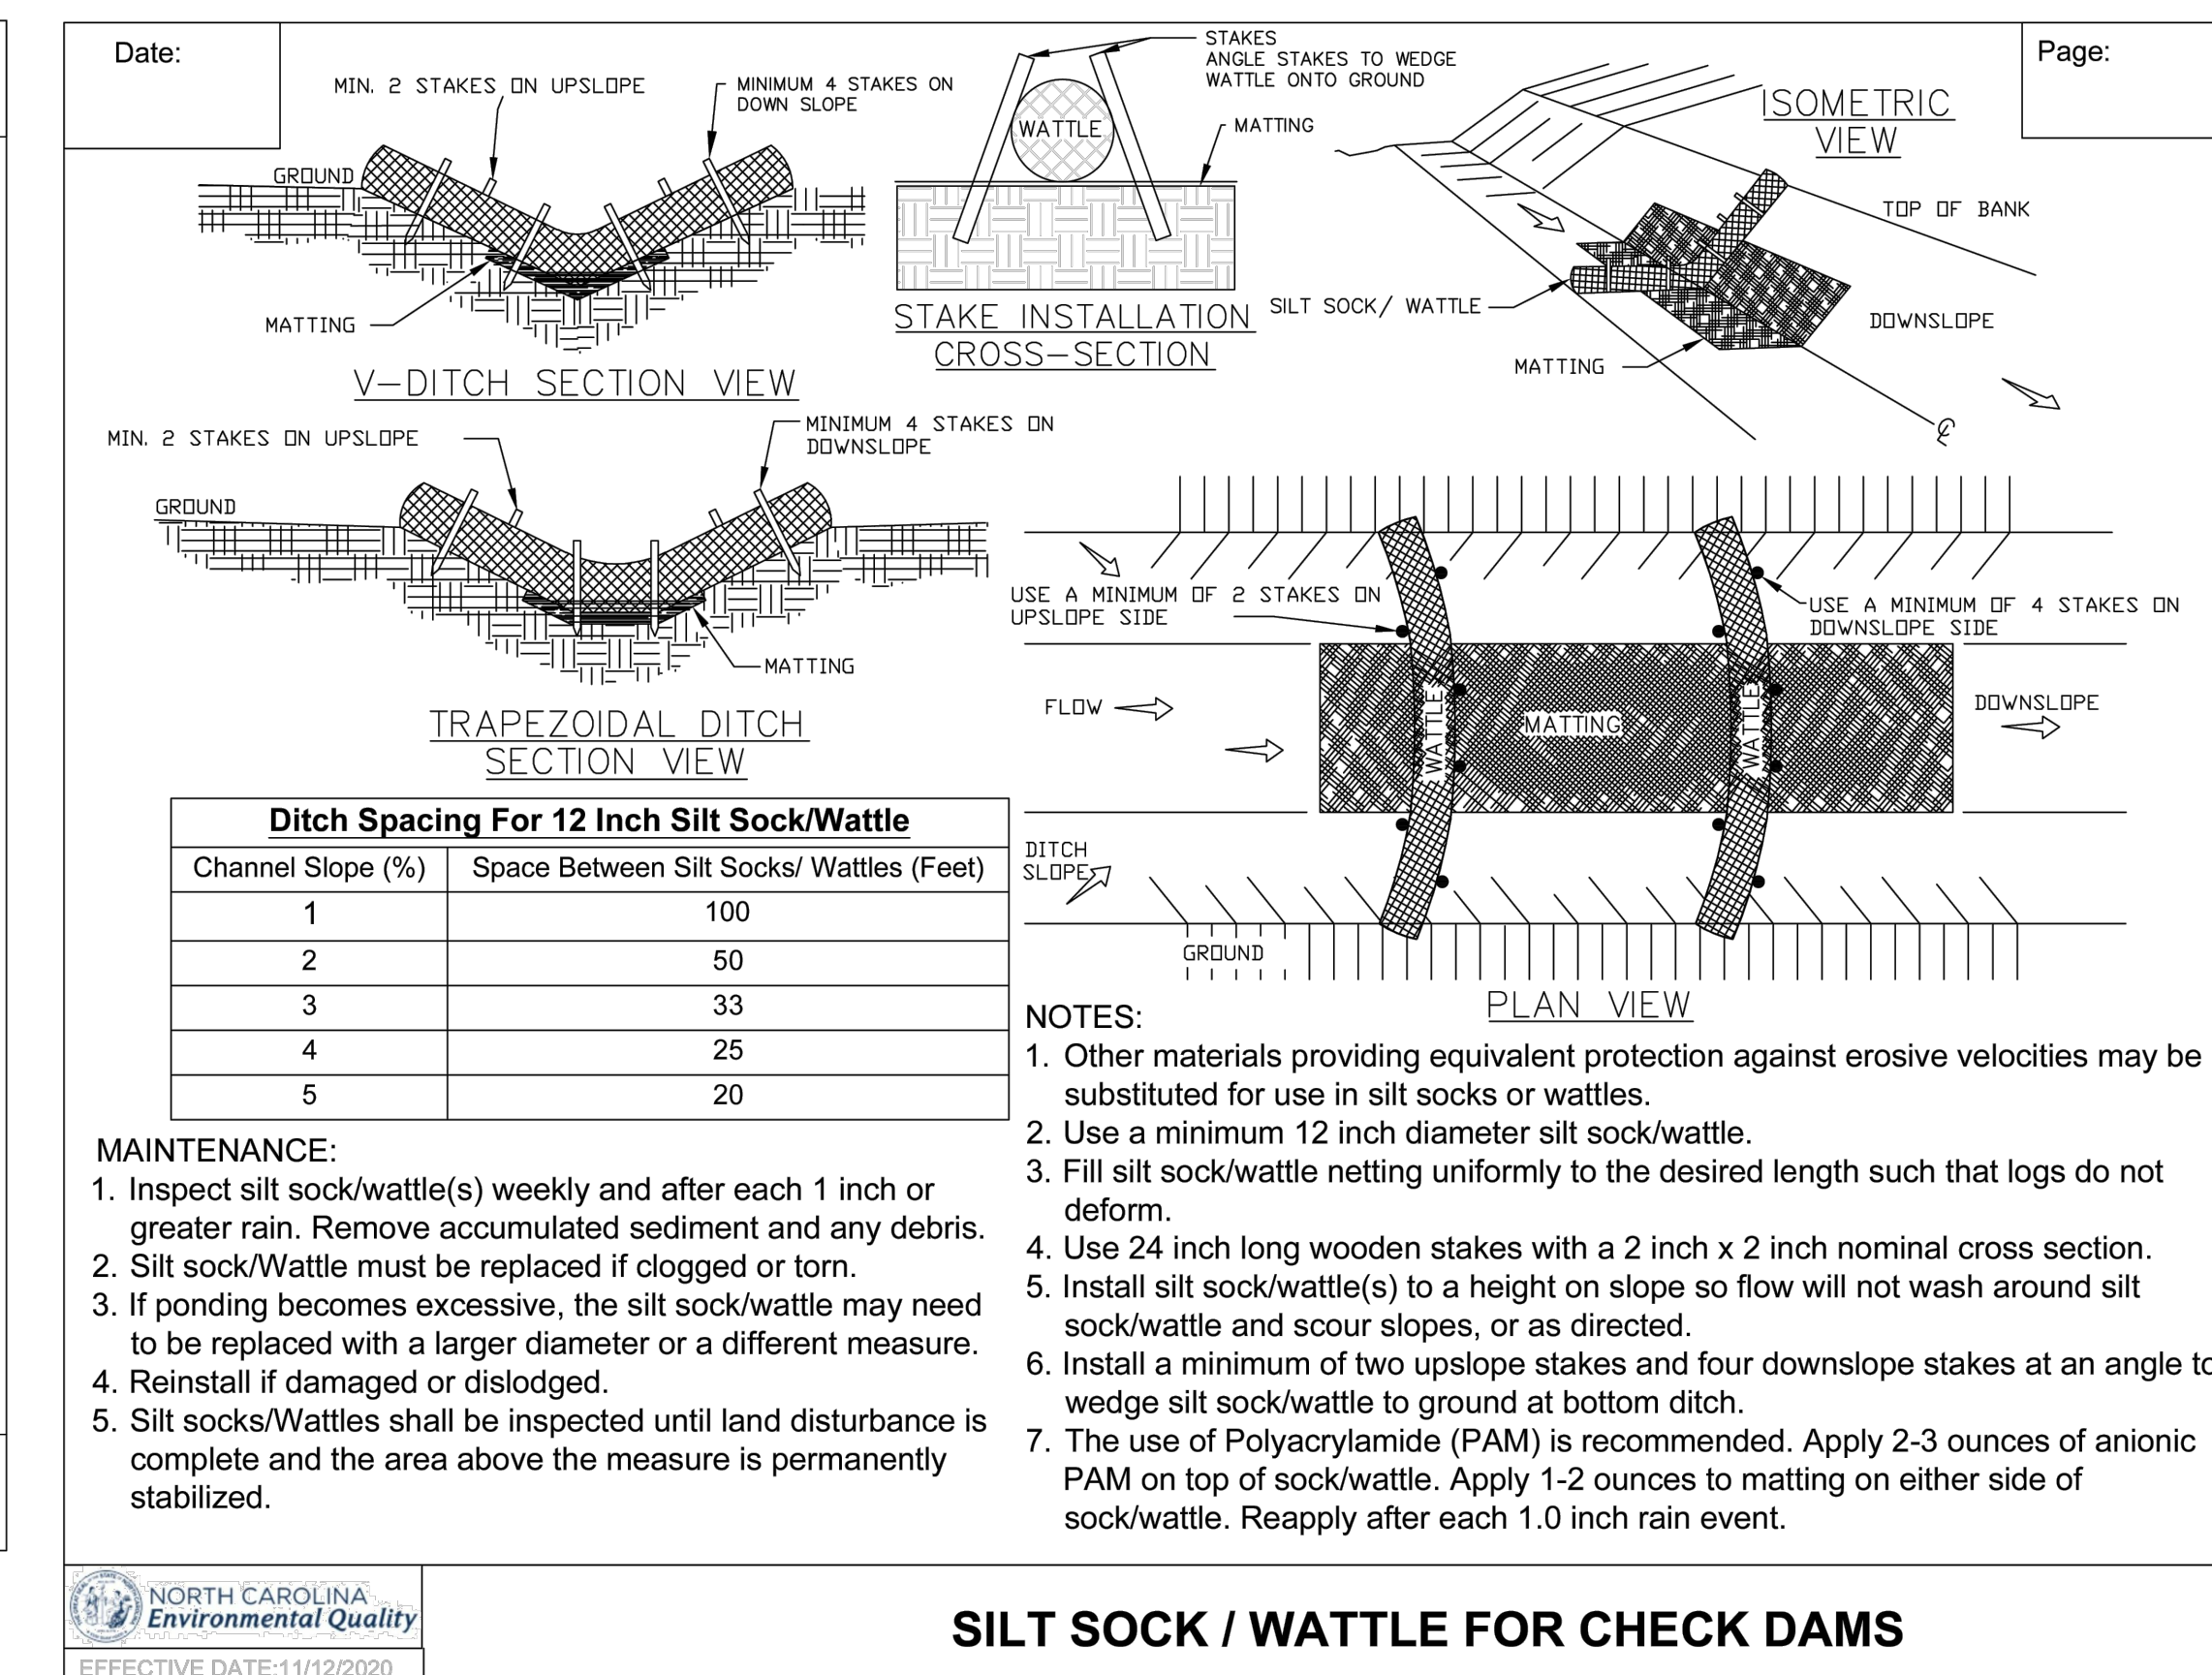 Date:
MIN. 2 STAKES ON UPSLOPE
MINIMUM 4 STAKES ON
DOWN SLOPE
GROUND
MATTING
V-DITCH SECTION VIEW
STAKES
ANGLE STAKES TO WEDGE
WATTLE ONTO GROUND
WATTLE
MATTING
STAKE INSTALLATION
CROSS-SECTION
Page:
ISOMETRIC
VIEW
TOP OF BANK
SILT SOCK/ WATTLE
DOWNSLOPE
MATTING
℄
MIN. 2 STAKES ON UPSLOPE
MINIMUM 4 STAKES ON
DOWNSLOPE
GROUND
MATTING
TRAPEZOIDAL DITCH
SECTION VIEW
USE A MINIMUM OF 2 STAKES ON
UPSLOPE SIDE
USE A MINIMUM OF 4 STAKES ON
DOWNSLOPE SIDE
FLOW
WATTLE
MATTING
WATTLE
DOWNSLOPE
DITCH
SLOPE
GROUND
PLAN VIEW
Ditch Spacing For 12 Inch Silt Sock/Wattle
Channel Slope (%) Space Between Silt Socks/ Wattles (Feet)
1 100
2 50
3 33
4 25
5 20
MAINTENANCE:
1. Inspect silt sock/wattle(s) weekly and after each 1 inch or
greater rain. Remove accumulated sediment and any debris.
2. Silt sock/Wattle must be replaced if clogged or torn.
3. If ponding becomes excessive, the silt sock/wattle may need
to be replaced with a larger diameter or a different measure.
4. Reinstall if damaged or dislodged.
5. Silt socks/Wattles shall be inspected until land disturbance is
complete and the area above the measure is permanently
stabilized.
NOTES:
1. Other materials providing equivalent protection against erosive velocities may be
substituted for use in silt socks or wattles.
2. Use a minimum 12 inch diameter silt sock/wattle.
3. Fill silt sock/wattle netting uniformly to the desired length such that logs do not
deform.
4. Use 24 inch long wooden stakes with a 2 inch x 2 inch nominal cross section.
5. Install silt sock/wattle(s) to a height on slope so flow will not wash around silt
sock/wattle and scour slopes, or as directed.
6. Install a minimum of two upslope stakes and four downslope stakes at an angle to
wedge silt sock/wattle to ground at bottom ditch.
7. The use of Polyacrylamide (PAM) is recommended. Apply 2-3 ounces of anionic
PAM on top of sock/wattle. Apply 1-2 ounces to matting on either side of
sock/wattle. Reapply after each 1.0 inch rain event.
NORTH CAROLINA
Environmental Quality
EFFECTIVE DATE:11/12/2020
SILT SOCK / WATTLE FOR CHECK DAMS